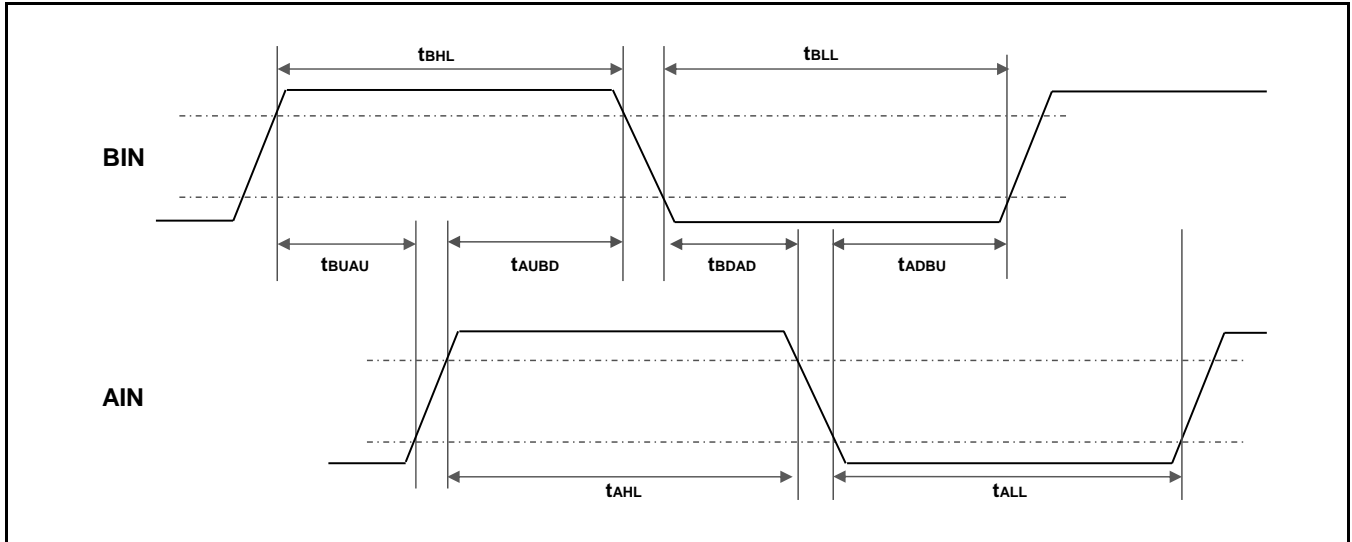 tBHL tBLL
BIN
tBUAU tAUBD tBDAD tADBU
AIN
tAHL tALL